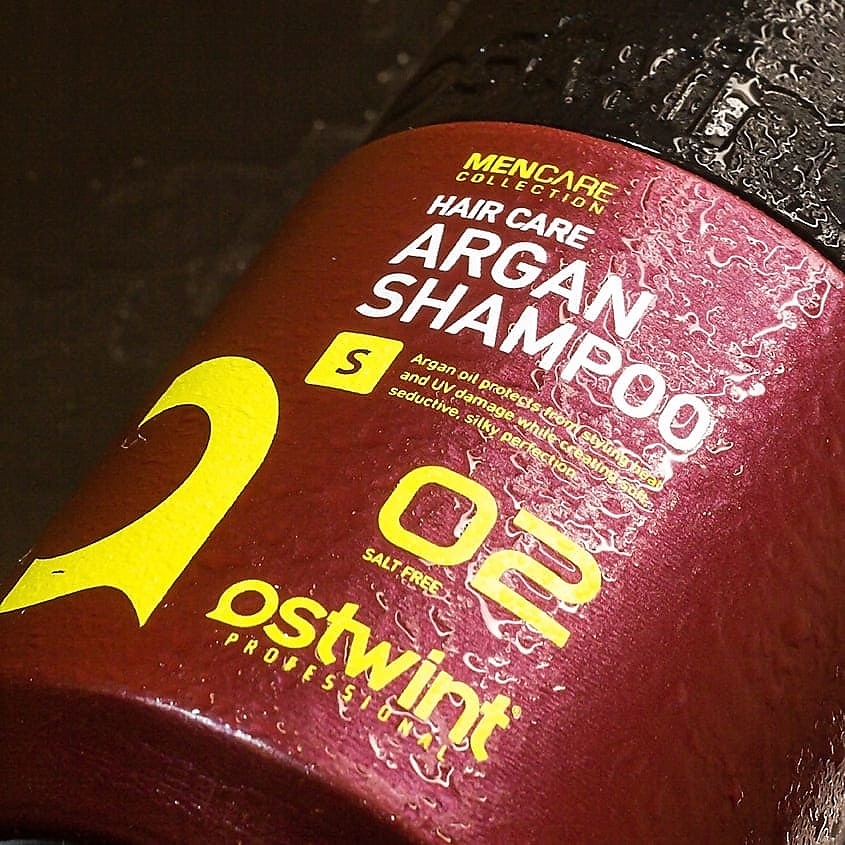 MENCARE
COLLECTION
HAIR CARE
ARGAN
SHAMPOO
S
Argan oil protects from styling heat
and UV damage while creating soft,
seductive, silky perfection.
02
SALT FREE
ostwint
PROFESSIONAL